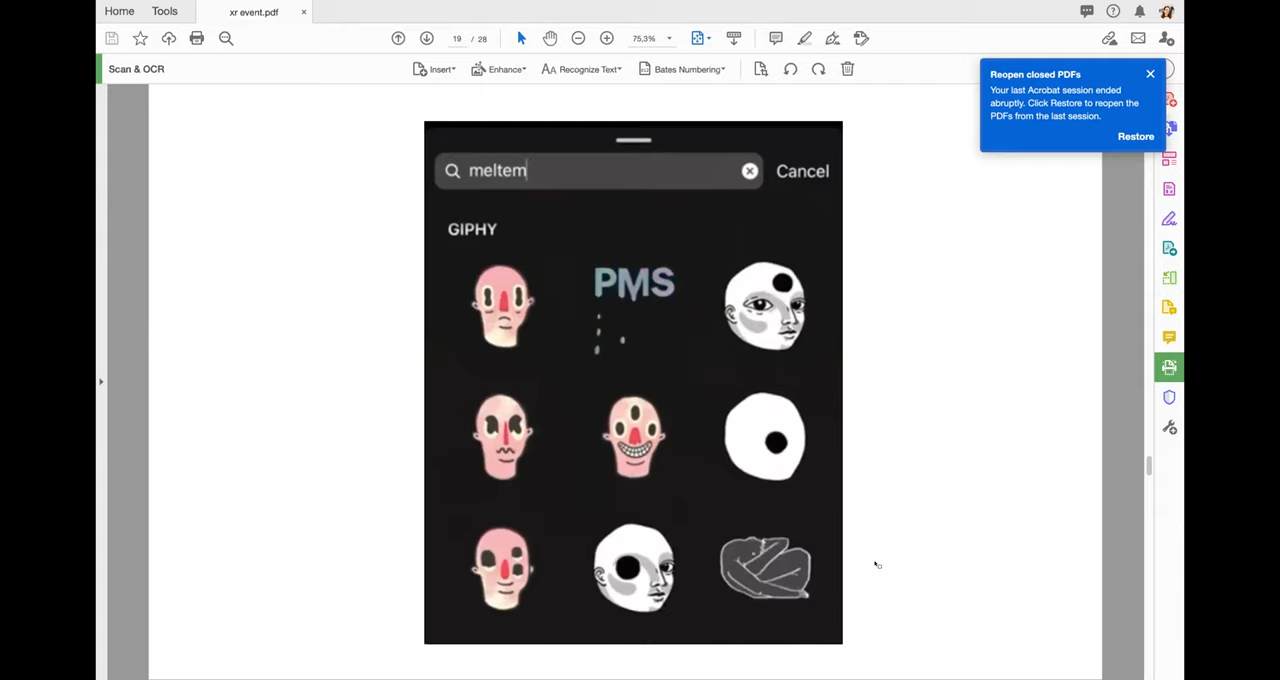 Home Tools xr event.pdf ×
19 / 28 75,3%
Reopen closed PDFs
Your last Acrobat session ended
abruptly. Click Restore to reopen the
PDFs from the last session.
Restore
Scan & OCR Insert Enhance Recognize Text Bates Numbering
meltem Cancel
GIPHY
PMS